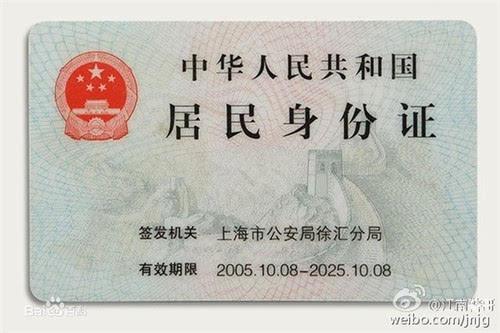 中华人民共和国
居民身份证
签发机关 上海市公安局徐汇分局
有效期限 2005.10.08-2025.10.08
Bai百科
weibo.com/jnjg